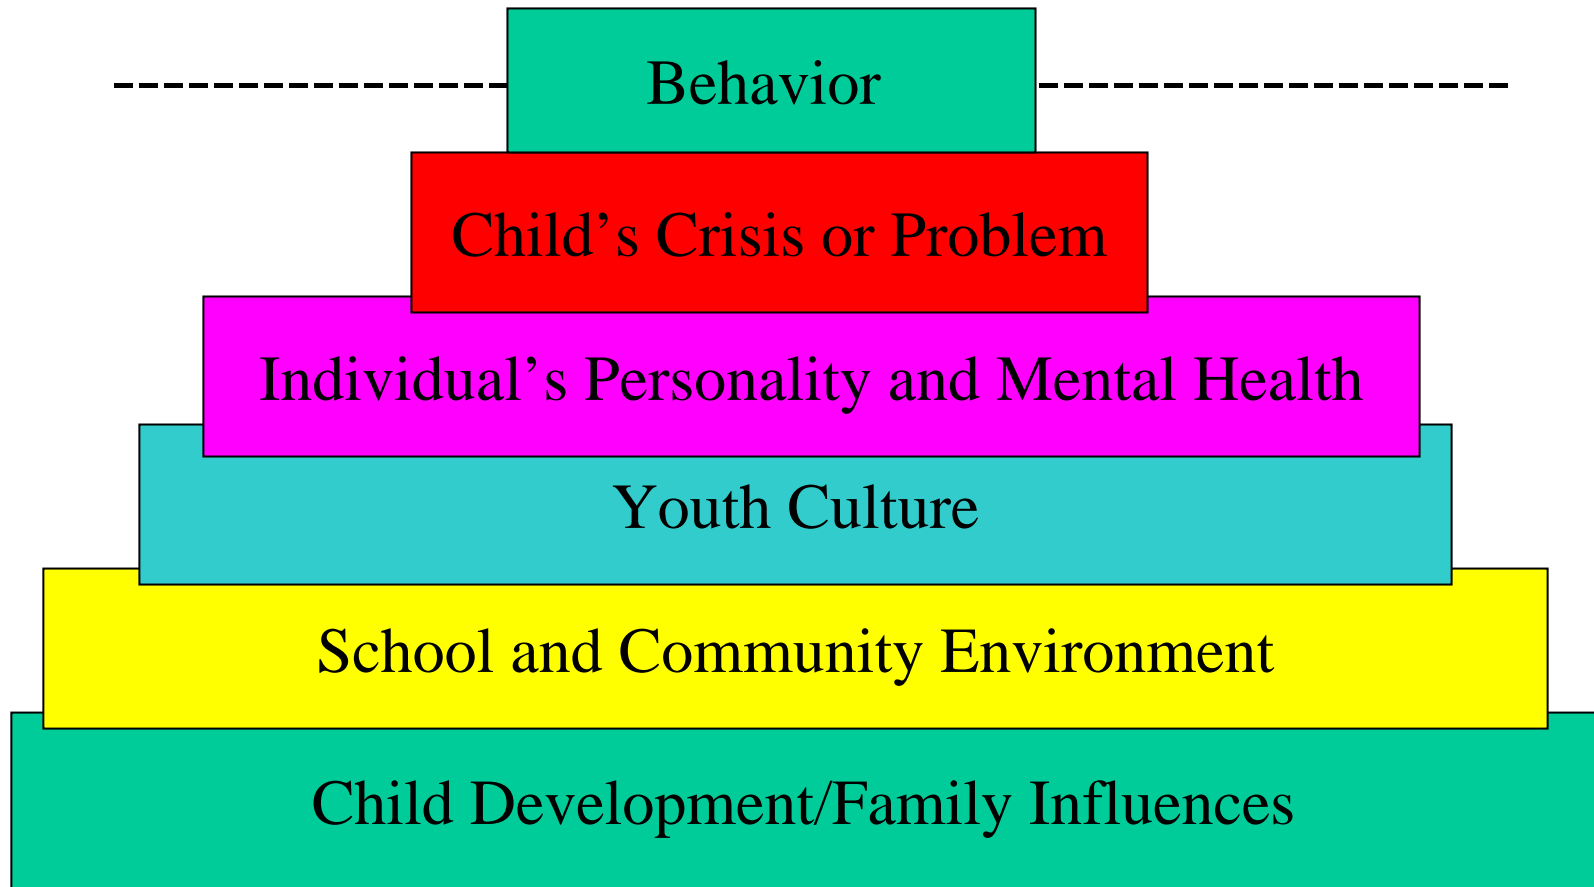 Behavior
Child’s Crisis or Problem
Individual’s Personality and Mental Health
Youth Culture
School and Community Environment
Child Development/Family Influences